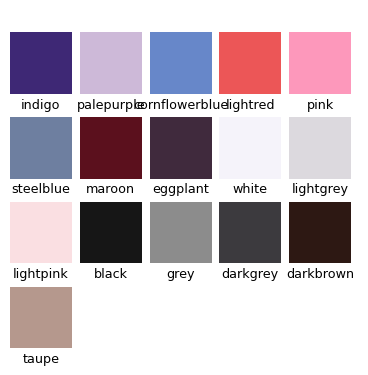 indigo palepurple cornflowerblue lightred pink
steelblue maroon eggplant white lightgrey
lightpink black grey darkgrey darkbrown
taupe